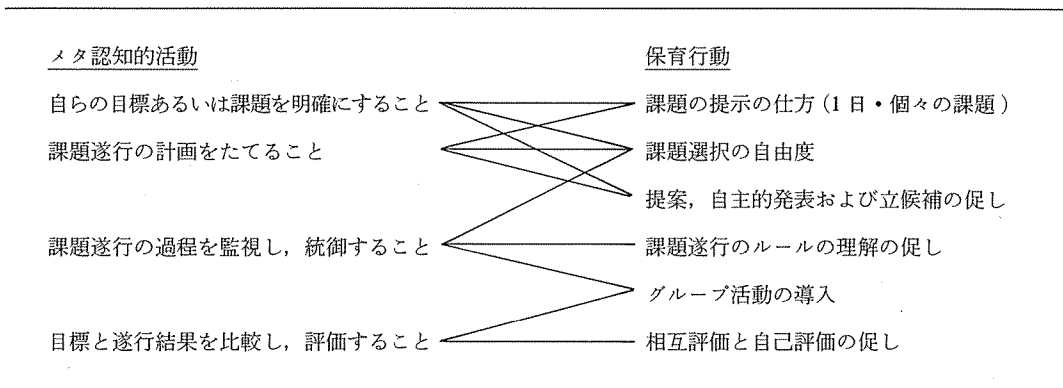 メタ認知的活動
保育行動
自らの目標あるいは課題を明確にすること
課題の提示の仕方(1日・個々の課題)
課題遂行の計画をたてること
課題選択の自由度
提案,自主的発表および立候補の促し
課題遂行の過程を監視し,統御すること
課題遂行のルールの理解の促し
グループ活動の導入
目標と遂行結果を比較し,評価すること
相互評価と自己評価の促し